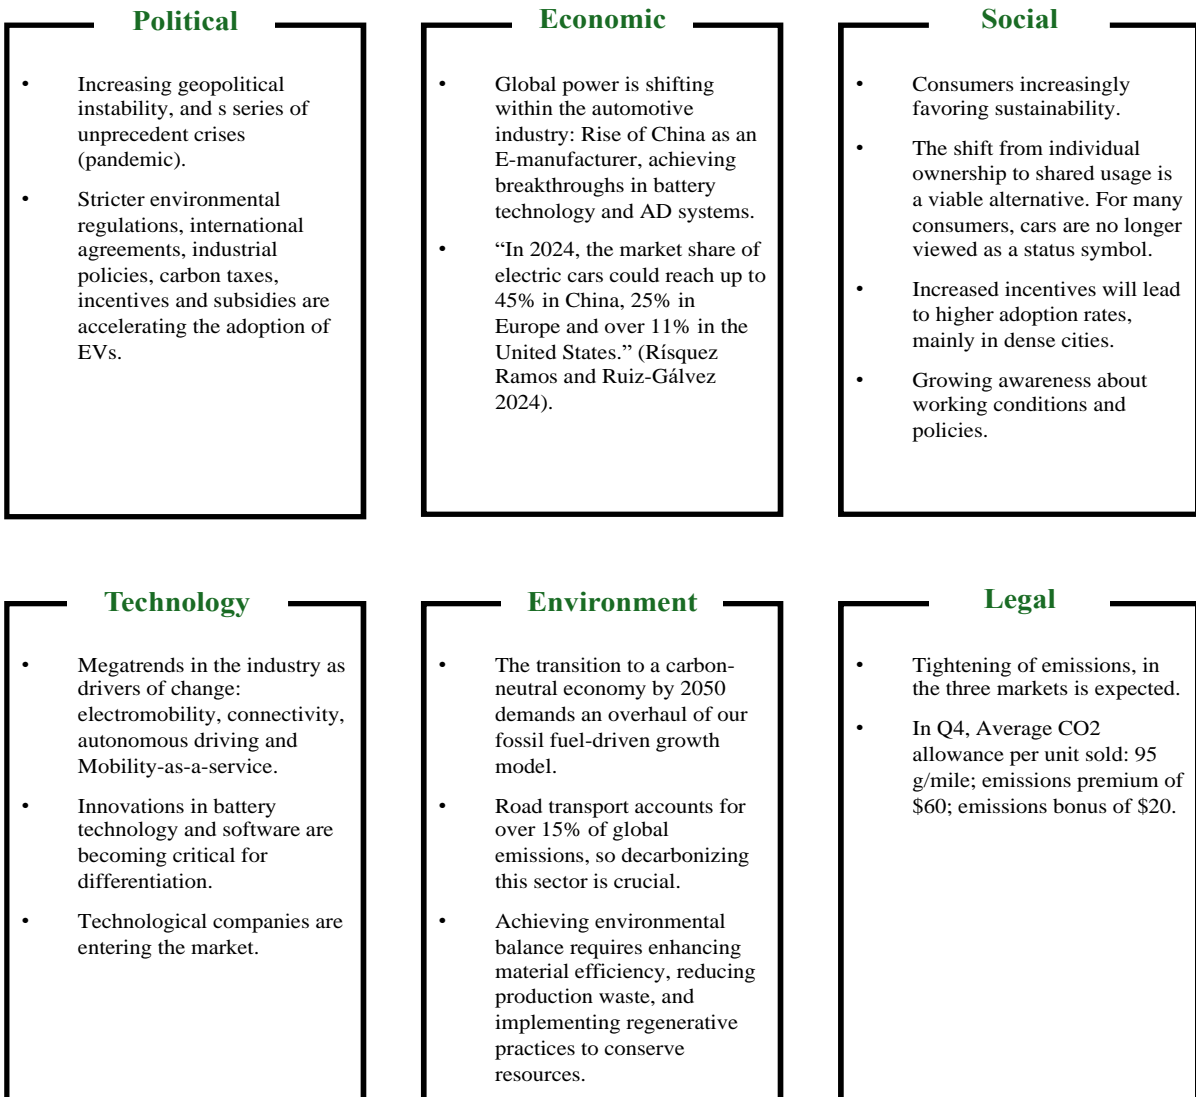 Political
• Increasing geopolitical
instability, and s series of
unprecedent crises
(pandemic).
• Stricter environmental
regulations, international
agreements, industrial
policies, carbon taxes,
incentives and subsidies are
accelerating the adoption of
EVs.
Economic
• Global power is shifting
within the automotive
industry: Rise of China as an
E-manufacturer, achieving
breakthroughs in battery
technology and AD systems.
• “In 2024, the market share of
electric cars could reach up to
45% in China, 25% in
Europe and over 11% in the
United States.” (Rísquez
Ramos and Ruiz-Gálvez
2024).
Social
• Consumers increasingly
favoring sustainability.
• The shift from individual
ownership to shared usage is
a viable alternative. For many
consumers, cars are no longer
viewed as a status symbol.
• Increased incentives will lead
to higher adoption rates,
mainly in dense cities.
• Growing awareness about
working conditions and
policies.
Technology
• Megatrends in the industry as
drivers of change:
electromobility, connectivity,
autonomous driving and
Mobility-as-a-service.
• Innovations in battery
technology and software are
becoming critical for
differentiation.
• Technological companies are
entering the market.
Environment
• The transition to a carbon-
neutral economy by 2050
demands an overhaul of our
fossil fuel-driven growth
model.
• Road transport accounts for
over 15% of global
emissions, so decarbonizing
this sector is crucial.
• Achieving environmental
balance requires enhancing
material efficiency, reducing
production waste, and
implementing regenerative
practices to conserve
resources.
Legal
• Tightening of emissions, in
the three markets is expected.
• In Q4, Average CO2
allowance per unit sold: 95
g/mile; emissions premium of
$60; emissions bonus of $20.